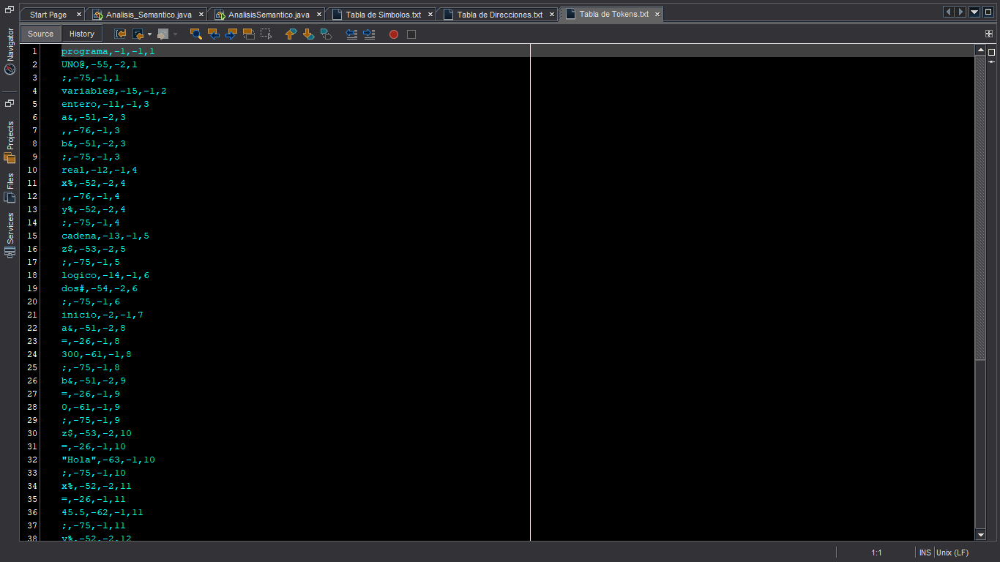 Start Page
Analisis_Semantico.java
AnalisisSemantico.java
Tabla de Simbolos.txt
Tabla de Direcciones.txt
Tabla de Tokens.txt
Source
History
Navigator
Projects
Files
Services
1 programa,-1,-1,1
2 UNO@,-55,-2,1
3 ;,-75,-1,1
4 variables,-15,-1,2
5 entero,-11,-1,3
6 a&,-51,-2,3
7 ,,-76,-1,3
8 b&,-51,-2,3
9 ;,-75,-1,3
10 real,-12,-1,4
11 x%,-52,-2,4
12 ,,-76,-1,4
13 y%,-52,-2,4
14 ;,-75,-1,4
15 cadena,-13,-1,5
16 z$,-53,-2,5
17 ;,-75,-1,5
18 logico,-14,-1,6
19 dos#,-54,-2,6
20 ;,-75,-1,6
21 inicio,-2,-1,7
22 a&,-51,-2,8
23 =,-26,-1,8
24 300,-61,-1,8
25 ;,-75,-1,8
26 b&,-51,-2,9
27 =,-26,-1,9
28 0,-61,-1,9
29 ;,-75,-1,9
30 z$,-53,-2,10
31 =,-26,-1,10
32 "Hola",-63,-1,10
33 ;,-75,-1,10
34 x%,-52,-2,11
35 =,-26,-1,11
36 45.5,-62,-1,11
37 ;,-75,-1,11
38 y%,-52,-2,12
1:1
INS
Unix (LF)